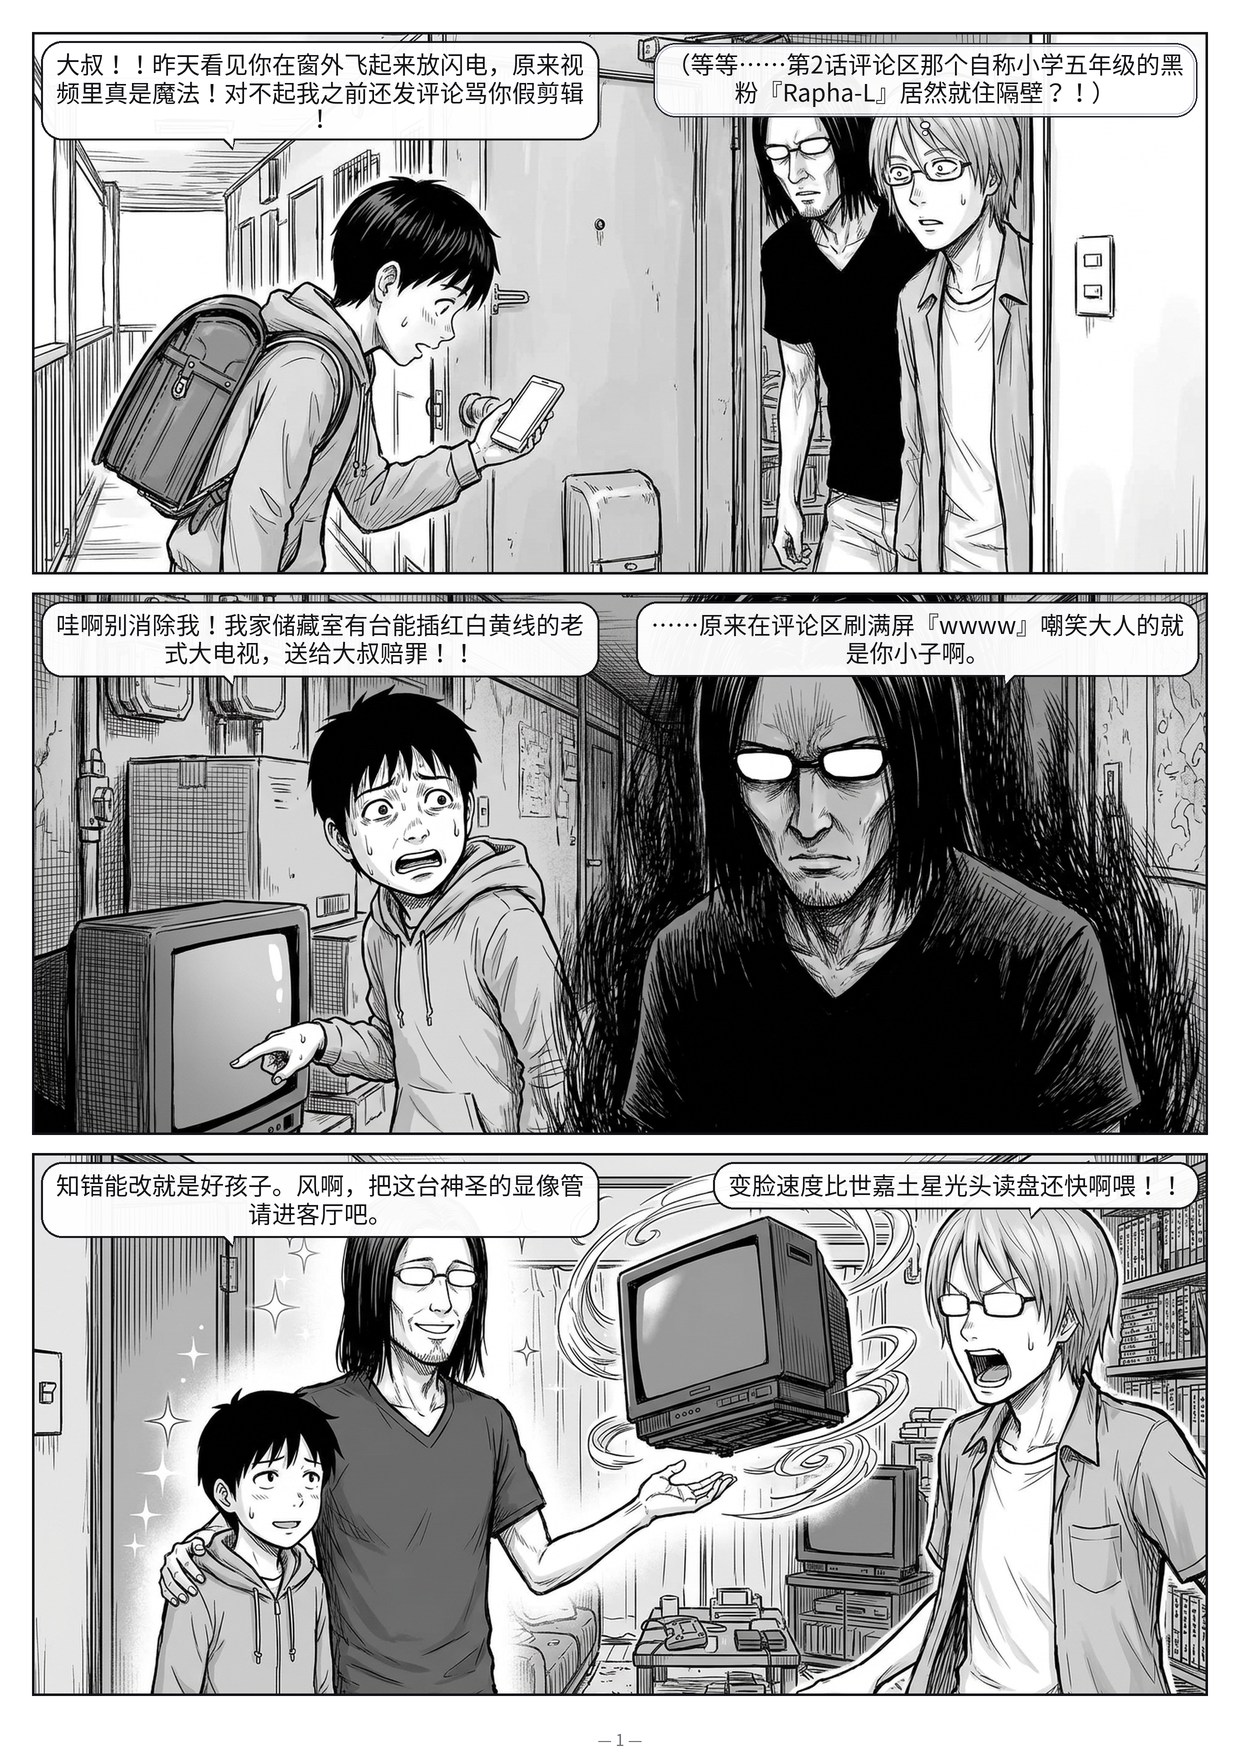 大叔！！昨天看见你在窗外飞起来放闪电，原来视
频里真是魔法！对不起我之前还发评论骂你假剪辑
！
（等等……第2话评论区那个自称小学五年级的黑
粉『Rapha-L』居然就住隔壁？！）
哇啊别消除我！我家储藏室有台能插红白黄线的老
式大电视，送给大叔赔罪！！
……原来在评论区刷满屏『wwww』嘲笑大人的就
是你小子啊。
知错能改就是好孩子。风啊，把这台神圣的显像管
请进客厅吧。
变脸速度比世嘉土星光头读盘还快啊喂！！
— 1 —